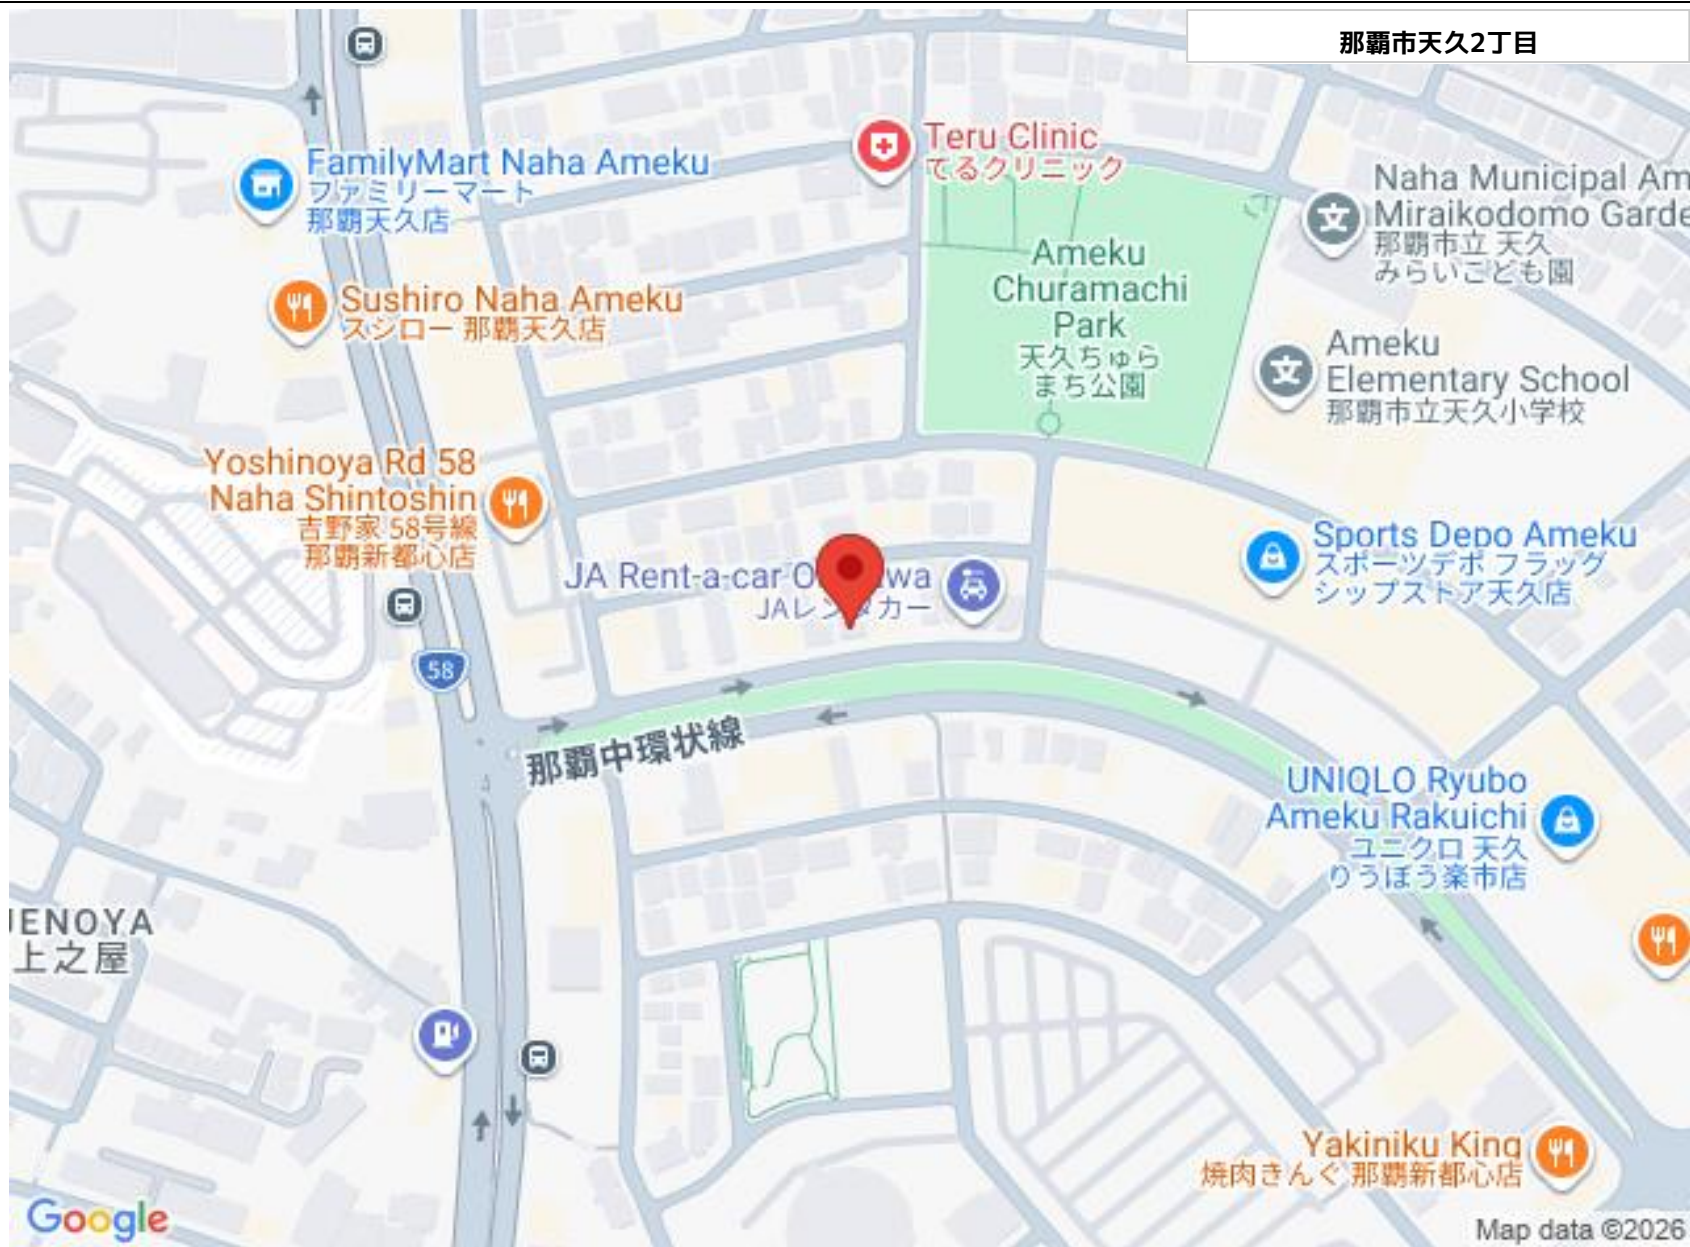 那覇市天久2丁目
Teru Clinic
てるクリニック
FamilyMart Naha Ameku
ファミリーマート
那覇天久店
Naha Municipal Am
Miraikodomo Garde
那覇市立 天久
みらいこども園
Ameku
Churamachi
Park
天久ちゅら
まち公園
Sushiro Naha Ameku
スシロー 那覇天久店
Ameku
Elementary School
那覇市立天久小学校
Yoshinoya Rd 58
Naha Shintoshin
吉野家 58号線
那覇新都心店
Sports Depo Ameku
スポーツデポ フラッグ
シップストア天久店
JA Rent-a-car O wa
JAレン カー
58
那覇中環状線
UNIQLO Ryubo
Ameku Rakuichi
ユニクロ 天久
りうぼう楽市店
UENOYA
上之屋
Yakiniku King
焼肉きんぐ 那覇新都心店
Google
Map data ©2026